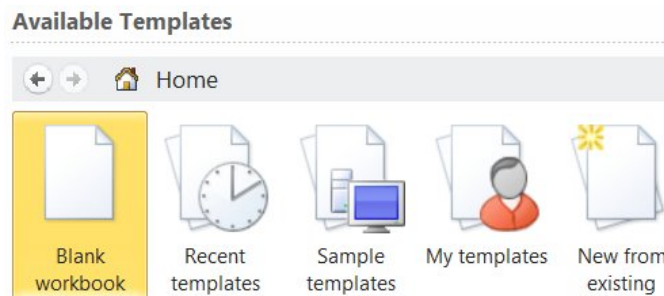 Available Templates
Home
Blank
workbook
Recent
templates
Sample
templates
My templates
New from
existing